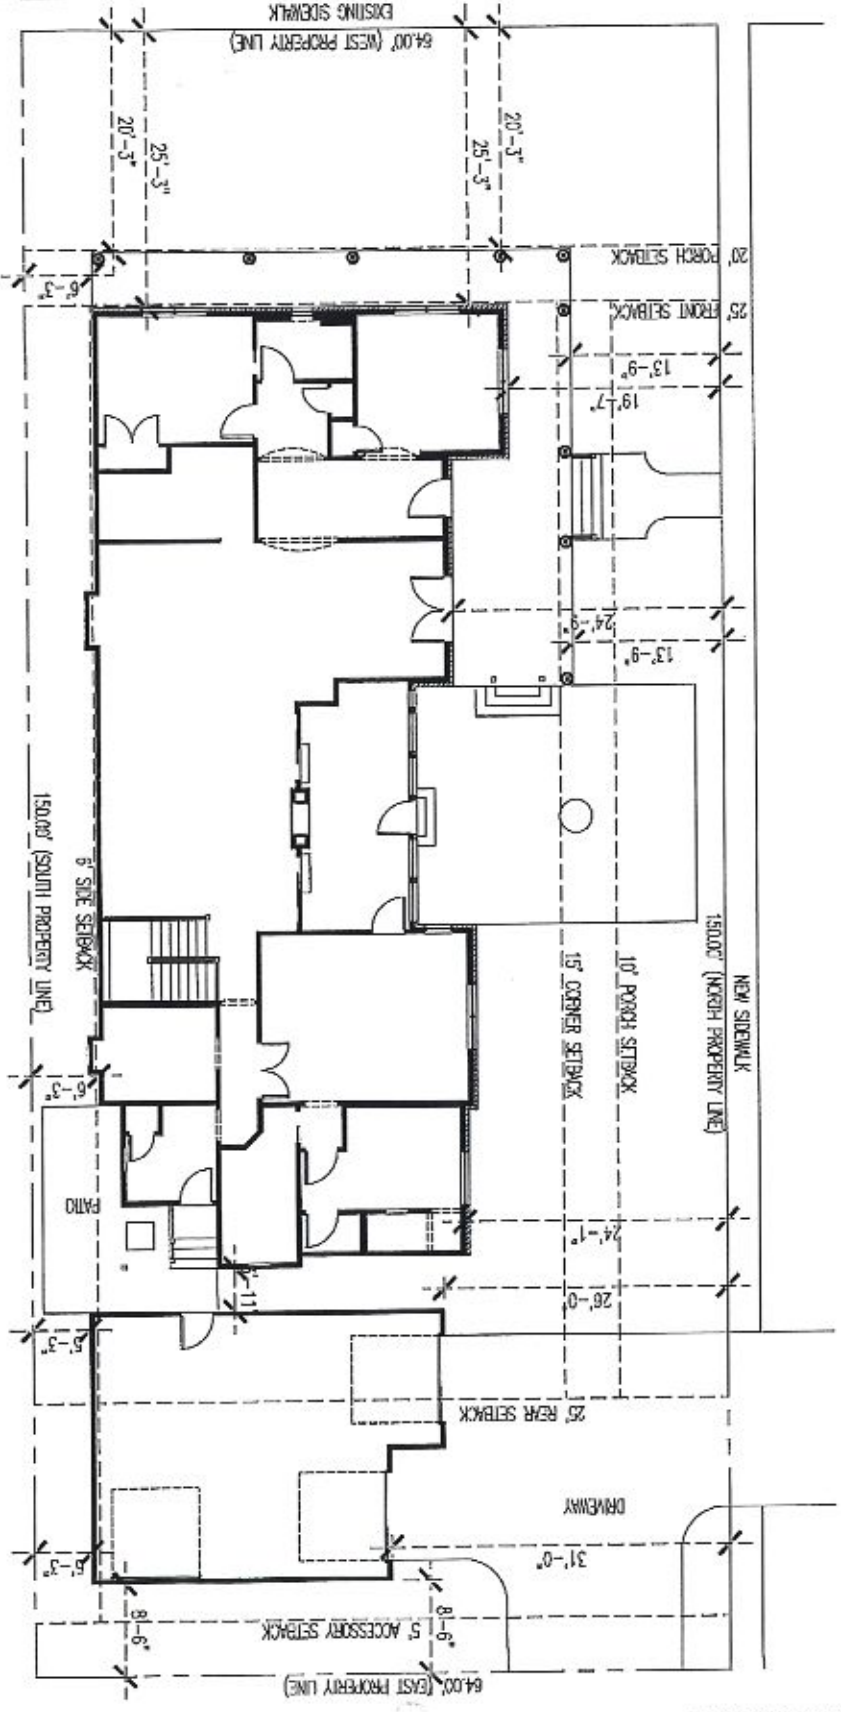 EXISTING SIDEWALK
64.00' (WEST PROPERTY LINE)
20'-3"
25'-3"
25'-3"
20'-3"
20' PORCH SETBACK
6'-3"
25' FRONT SETBACK
13'-9"
19'-7"
24'-9"
13'-9"
150.00' (SOUTH PROPERTY LINE)
6' SIDE SETBACK
15' CORNER SETBACK
10' PORCH SETBACK
150.00' (NORTH PROPERTY LINE)
NEW SIDEWALK
6'-3"
PATIO
24'-1"
26'-0"
5'-3"
25' REAR SETBACK
DRIVEWAY
31'-0"
5'-3"
8'-6"
8'-6"
5' ACCESSORY SETBACK
64.00' (EAST PROPERTY LINE)